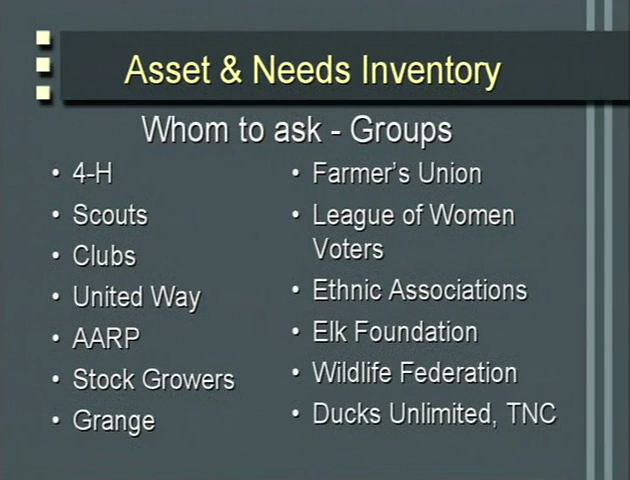 Asset & Needs Inventory
Whom to ask - Groups
• 4-H
• Scouts
• Clubs
• United Way
• AARP
• Stock Growers
• Grange
• Farmer's Union
• League of Women
Voters
• Ethnic Associations
• Elk Foundation
• Wildlife Federation
• Ducks Unlimited, TNC